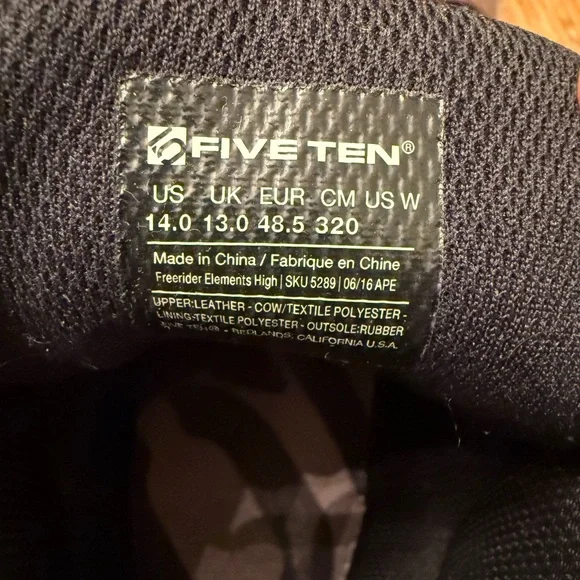 FIVE TEN®
US UK EUR CM US W
14.0 13.0 48.5 320
Made in China / Fabrique en Chine
Freerider Elements High | SKU 5289 | 06/16 APE
UPPER:LEATHER - COW/TEXTILE POLYESTER -
LINING:TEXTILE POLYESTER - OUTSOLE:RUBBER
FIVE TEN® • REDLANDS, CALIFORNIA U.S.A.